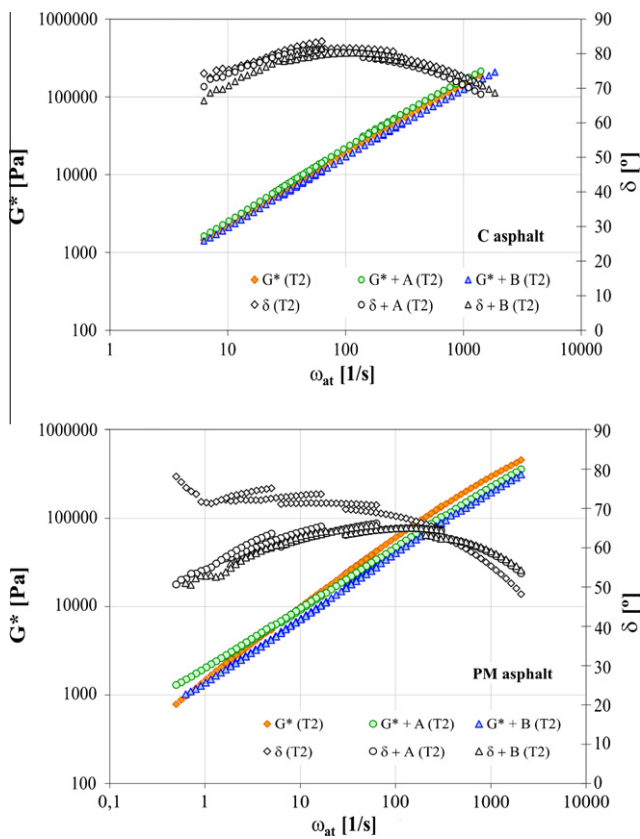 1000000
100000
10000
1000
100
G* [Pa]
90
80
70
60
50
40
30
20
10
0
δ [º]
C asphalt
G* (T2) G* + A (T2) G* + B (T2)
δ (T2) δ + A (T2) δ + B (T2)
1 10 100 1000 10000
ωat [1/s]
1000000
100000
10000
1000
100
G* [Pa]
90
80
70
60
50
40
30
20
10
0
δ [º]
PM asphalt
G* (T2) G* + A (T2) G* + B (T2)
δ (T2) δ + A (T2) δ + B (T2)
0,1 1 10 100 1000 10000
ωat [1/s]